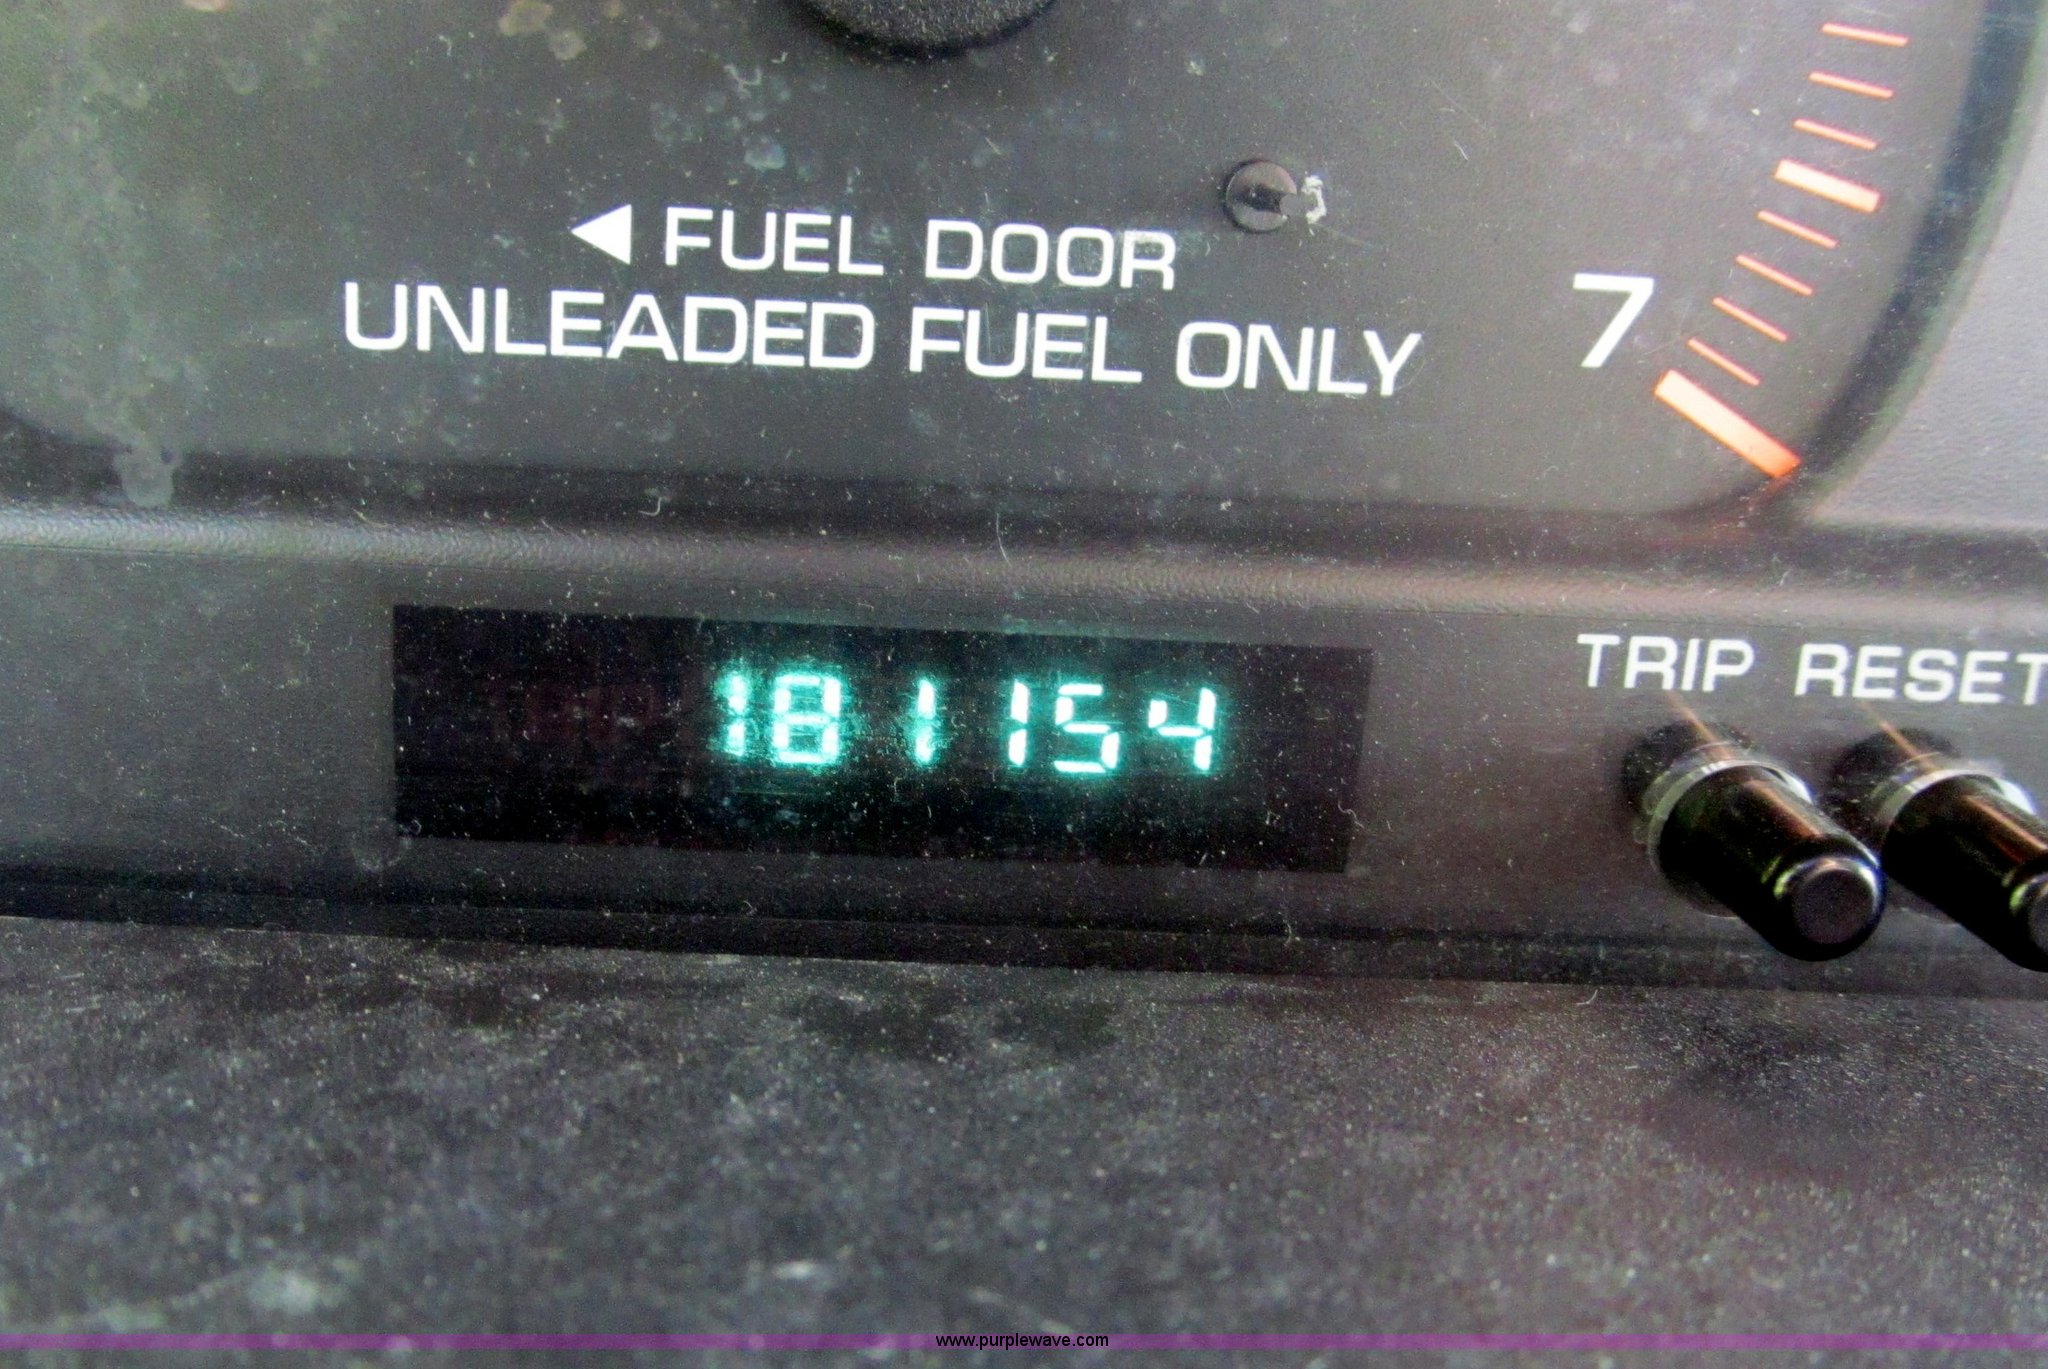 ◀ FUEL DOOR
UNLEADED FUEL ONLY
7
181154
TRIP RESET
www.purplewave.com